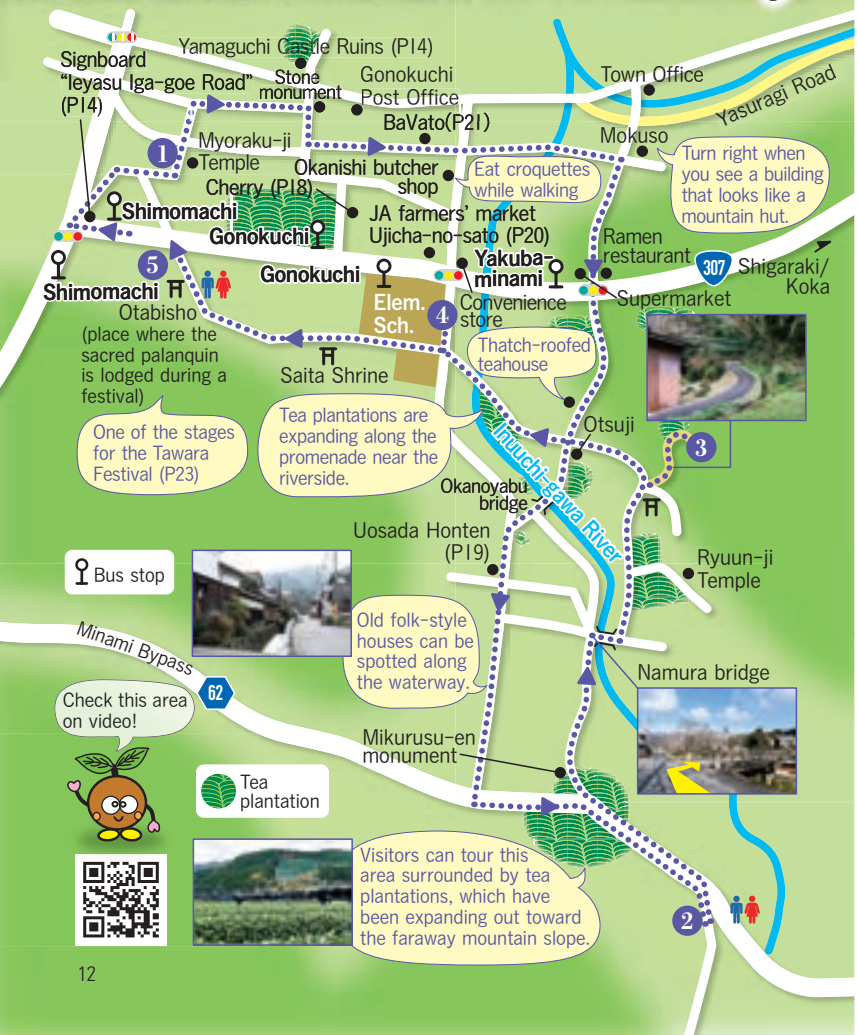 Signboard
“Ieyasu Iga-goe Road”
(P14)
Yamaguchi Castle Ruins (P14)
Stone
monument
Gonokuchi
Post Office
BaVato(P21)
Town Office
Yasuragi Road
Mokuso
Turn right when
you see a building
that looks like a
mountain hut.
1
Myoraku-ji
Temple
Okanishi butcher
shop
Eat croquettes
while walking
Cherry (P18)
JA farmers’ market
Ujicha-no-sato (P20)
Shimomachi
Gonokuchi
Gonokuchi
Yakuba-
minami
Ramen
restaurant
307
Shigaraki/
Koka
Supermarket
Convenience
store
5
Shimomachi
Otabisho
(place where the
sacred palanquin
is lodged during a
festival)
Elem.
Sch.
4
Thatch-roofed
teahouse
Saita Shrine
One of the stages
for the Tawara
Festival (P23)
Tea plantations are
expanding along the
promenade near the
riverside.
Otsuji
3
Inuuchi-gawa River
Okanoyabu
bridge
Uosada Honten
(P19)
Ryuun-ji
Temple
Bus stop
Old folk-style
houses can be
spotted along
the waterway.
Minami Bypass
62
Namura bridge
Check this area
on video!
Mikurusu-en
monument
Tea
plantation
Visitors can tour this
area surrounded by tea
plantations, which have
been expanding out toward
the faraway mountain slope.
2
12